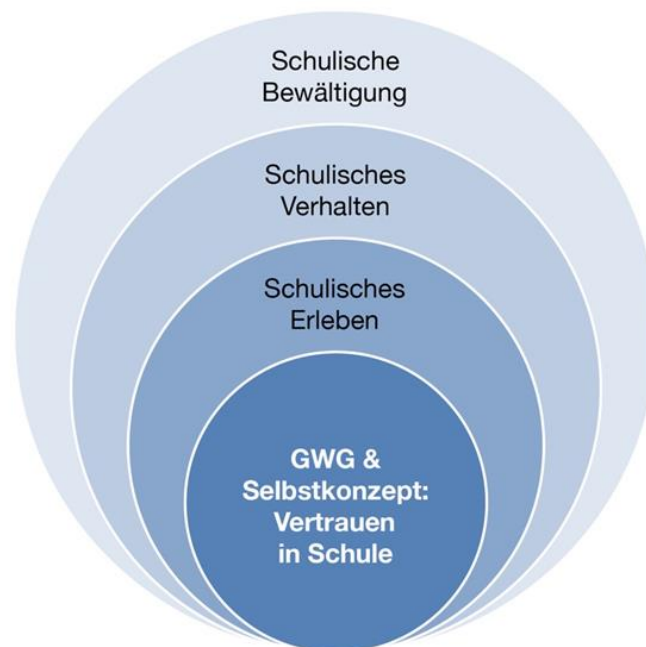 Schulische
Bewältigung
Schulisches
Verhalten
Schulisches
Erleben
GWG &
Selbstkonzept:
Vertrauen
in Schule